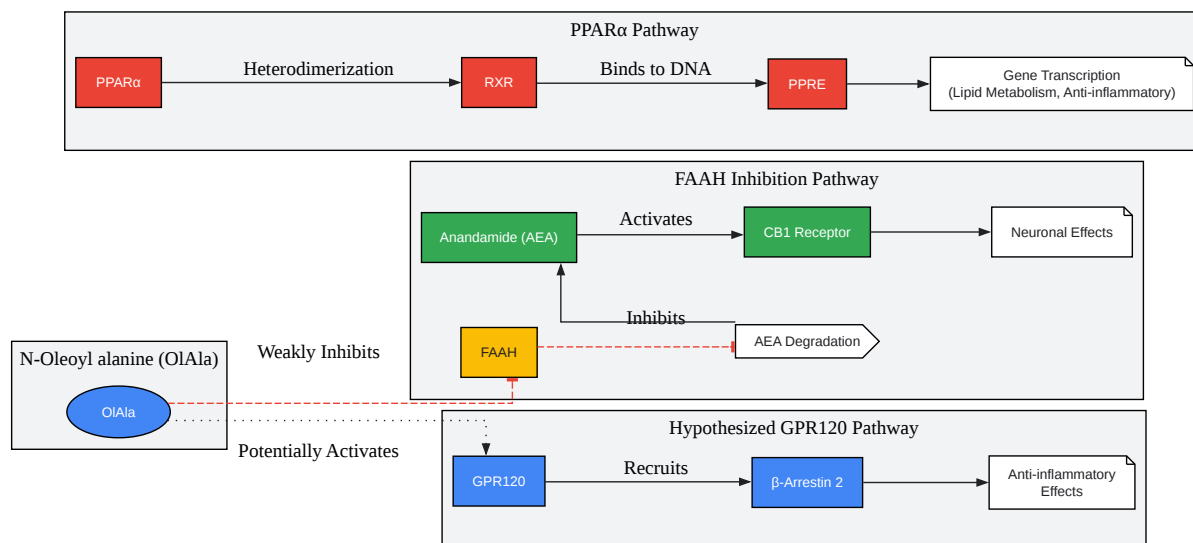 PPARα Pathway
PPARα
Heterodimerization
RXR
Binds to DNA
PPRE
Gene Transcription
(Lipid Metabolism, Anti-inflammatory)
FAAH Inhibition Pathway
Anandamide (AEA)
Activates
CB1 Receptor
Neuronal Effects
Inhibits
FAAH
AEA Degradation
N-Oleoyl alanine (OlAla)
OlAla
Weakly Inhibits
Potentially Activates
Hypothesized GPR120 Pathway
GPR120
Recruits
β-Arrestin 2
Anti-inflammatory
Effects